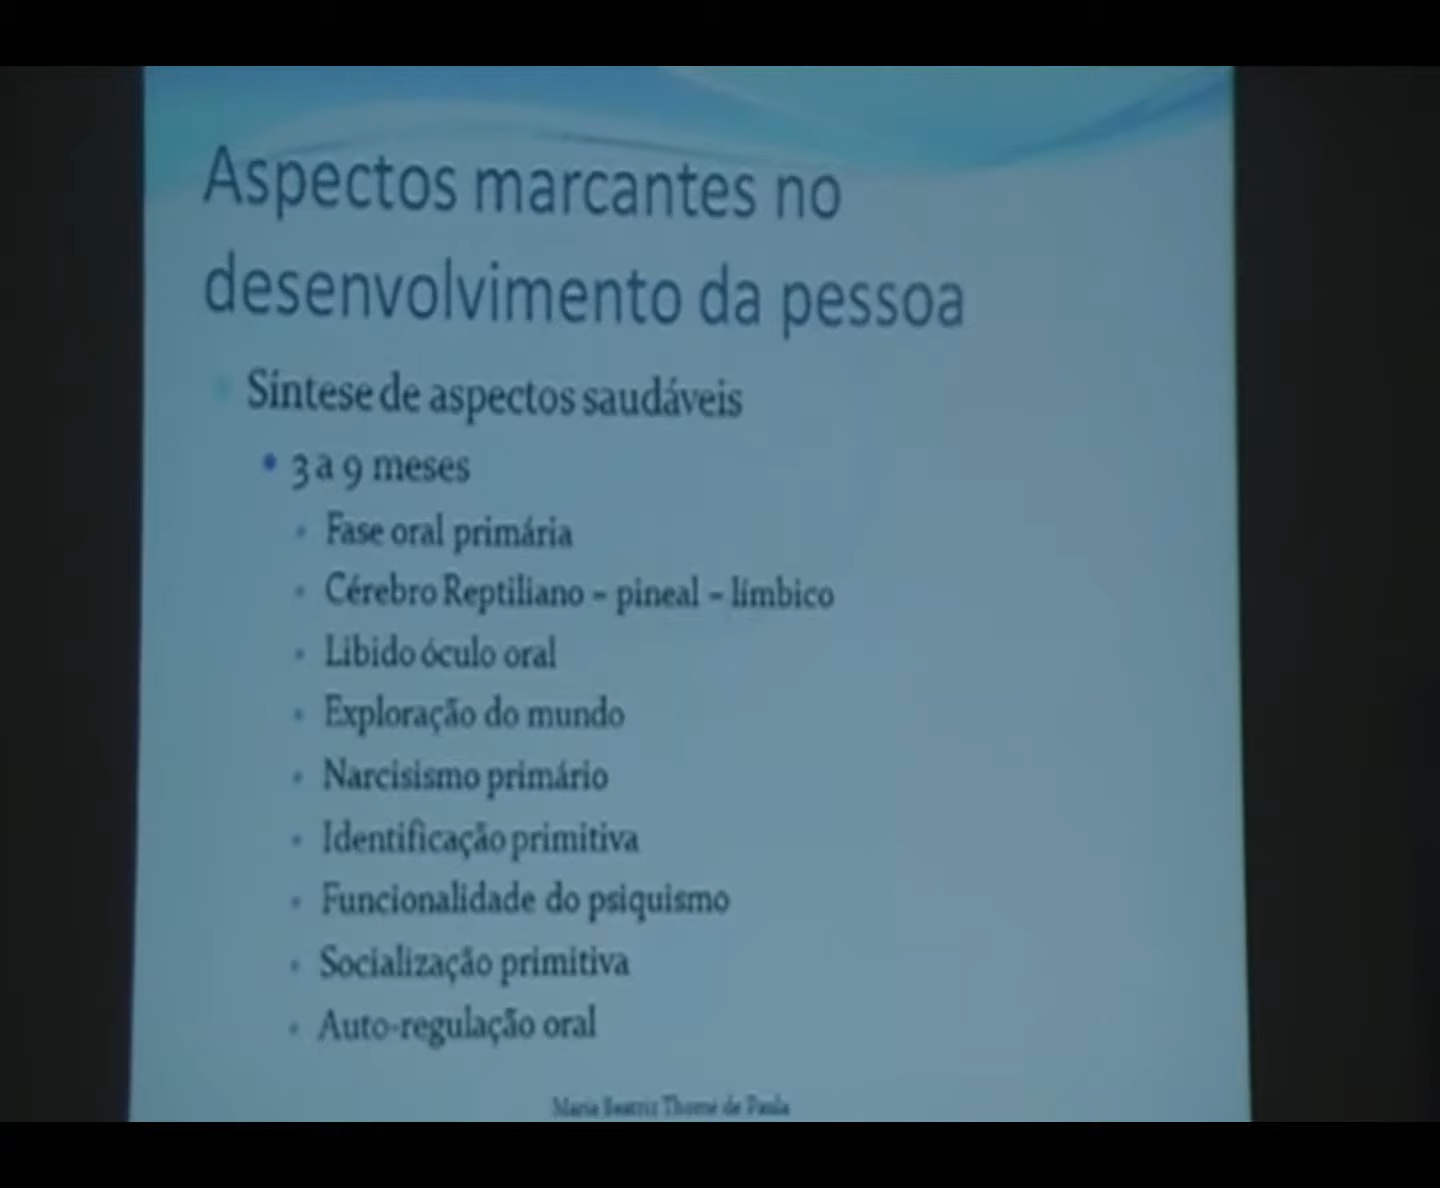 Aspectos marcantes no
desenvolvimento da pessoa
Síntese de aspectos saudáveis
3 a 9 meses
Fase oral primária
Cérebro Reptiliano – pineal – límbico
Libido óculo oral
Exploração do mundo
Narcisismo primário
Identificação primitiva
Funcionalidade do psiquismo
Socialização primitiva
Auto-regulação oral
Maria Beatriz Thomé de Paula